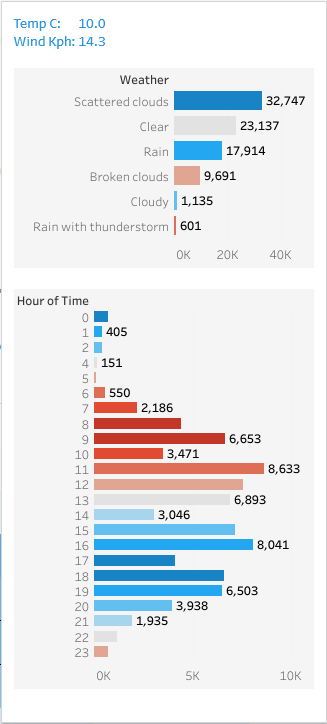 Temp C: 10.0
Wind Kph: 14.3
Weather
Scattered clouds 32,747
Clear 23,137
Rain 17,914
Broken clouds 9,691
Cloudy 1,135
Rain with thunderstorm 601
0K 20K 40K
Hour of Time
0
1 405
2
4 151
5
6 550
7 2,186
8
9 6,653
10 3,471
11 8,633
12
13 6,893
14 3,046
15
16 8,041
17
18
19 6,503
20 3,938
21 1,935
22
23
0K 5K 10K